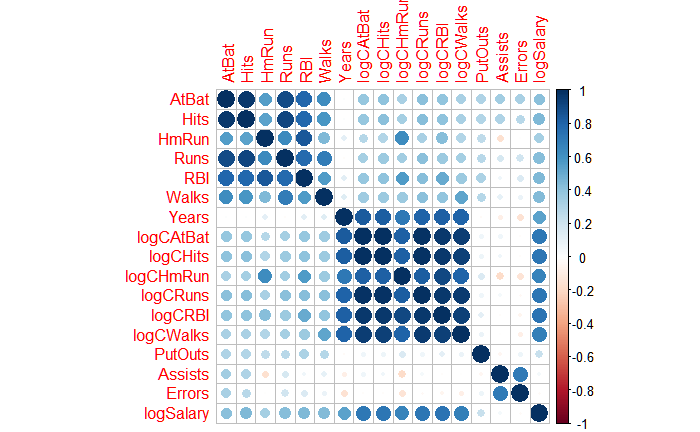 AtBat
Hits
HmRun
Runs
RBI
Walks
Years
logCAtBat
logCHits
logCHmRun
logCRuns
logCRBI
logCWalks
PutOuts
Assists
Errors
logSalary
AtBat
Hits
HmRun
Runs
RBI
Walks
Years
logCAtBat
logCHits
logCHmRun
logCRuns
logCRBI
logCWalks
PutOuts
Assists
Errors
logSalary
1
0.8
0.6
0.4
0.2
0
-0.2
-0.4
-0.6
-0.8
-1